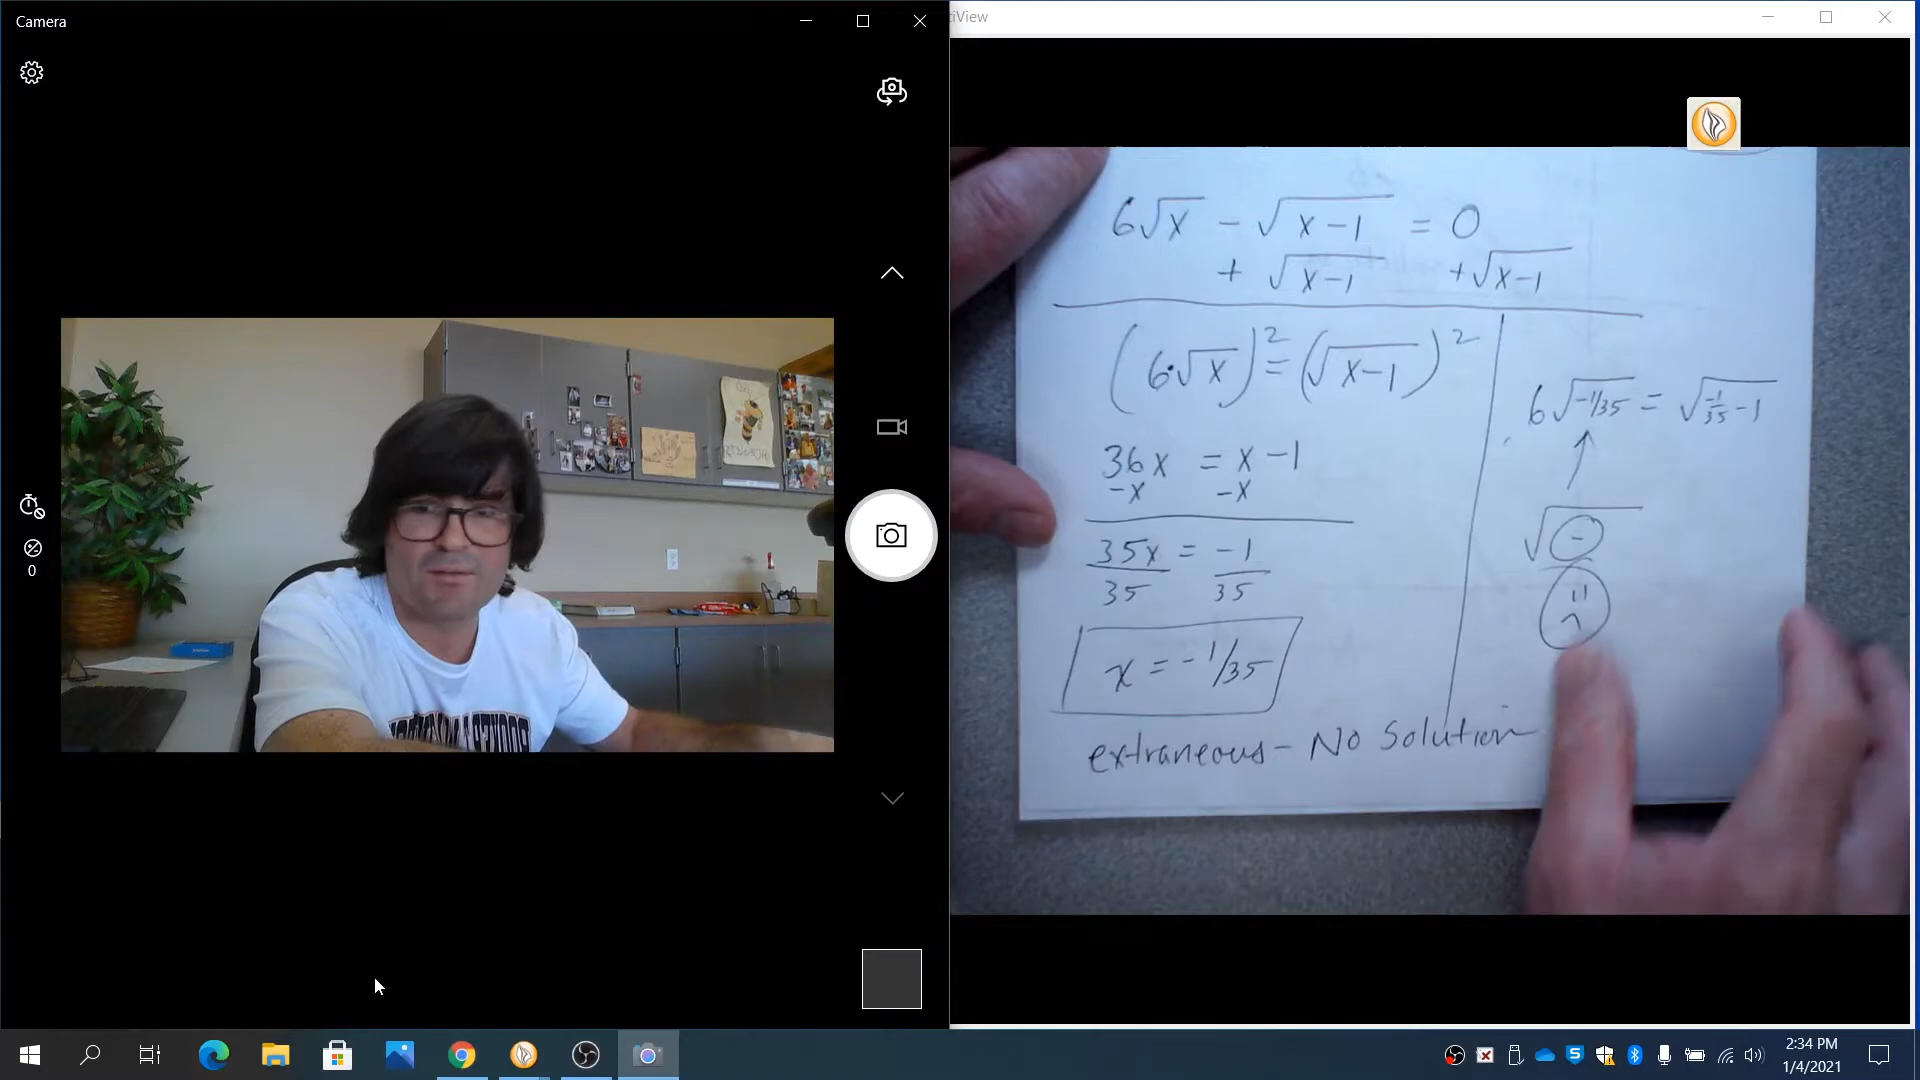 Camera
iView
6√x - √x-1 = 0
+ √x-1 +√x-1
(6·√x)² = (√x-1)²
6√-1/35 = √-1/35 -1
36x = x -1
-x -x
√-
35x = -1
35 35
x = -1/35
extraneous- No Solution
0
2:34 PM
1/4/2021